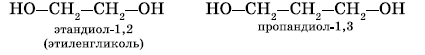 HO—CH₂—CH₂—OH HO—CH₂—CH₂—CH₂—OH
этандиол-1,2 пропандиол-1,3
(этиленгликоль)